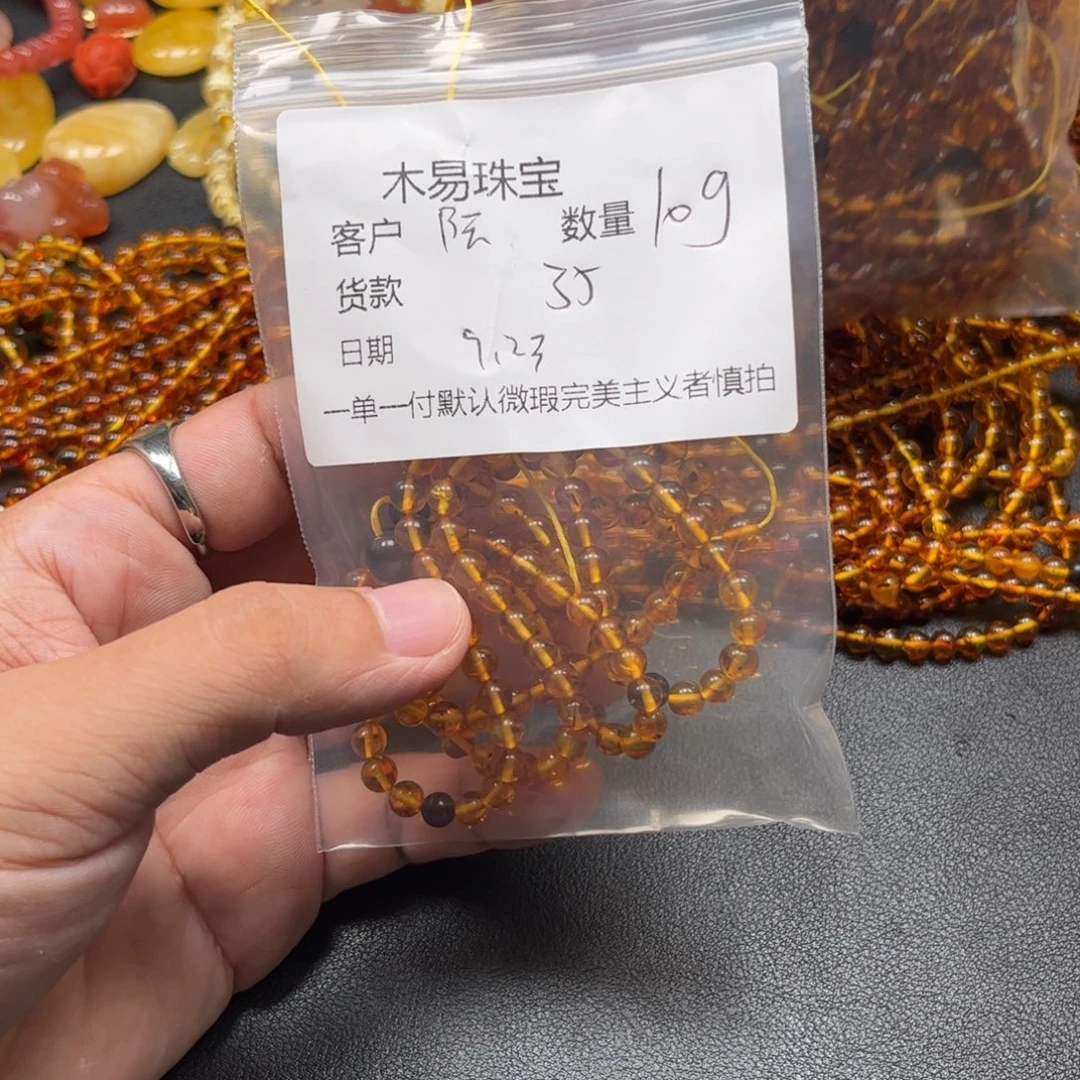 木易珠宝
客户 陈 数量 10g
货款 35
日期 9.23
一单一付默认微瑕完美主义者慎拍